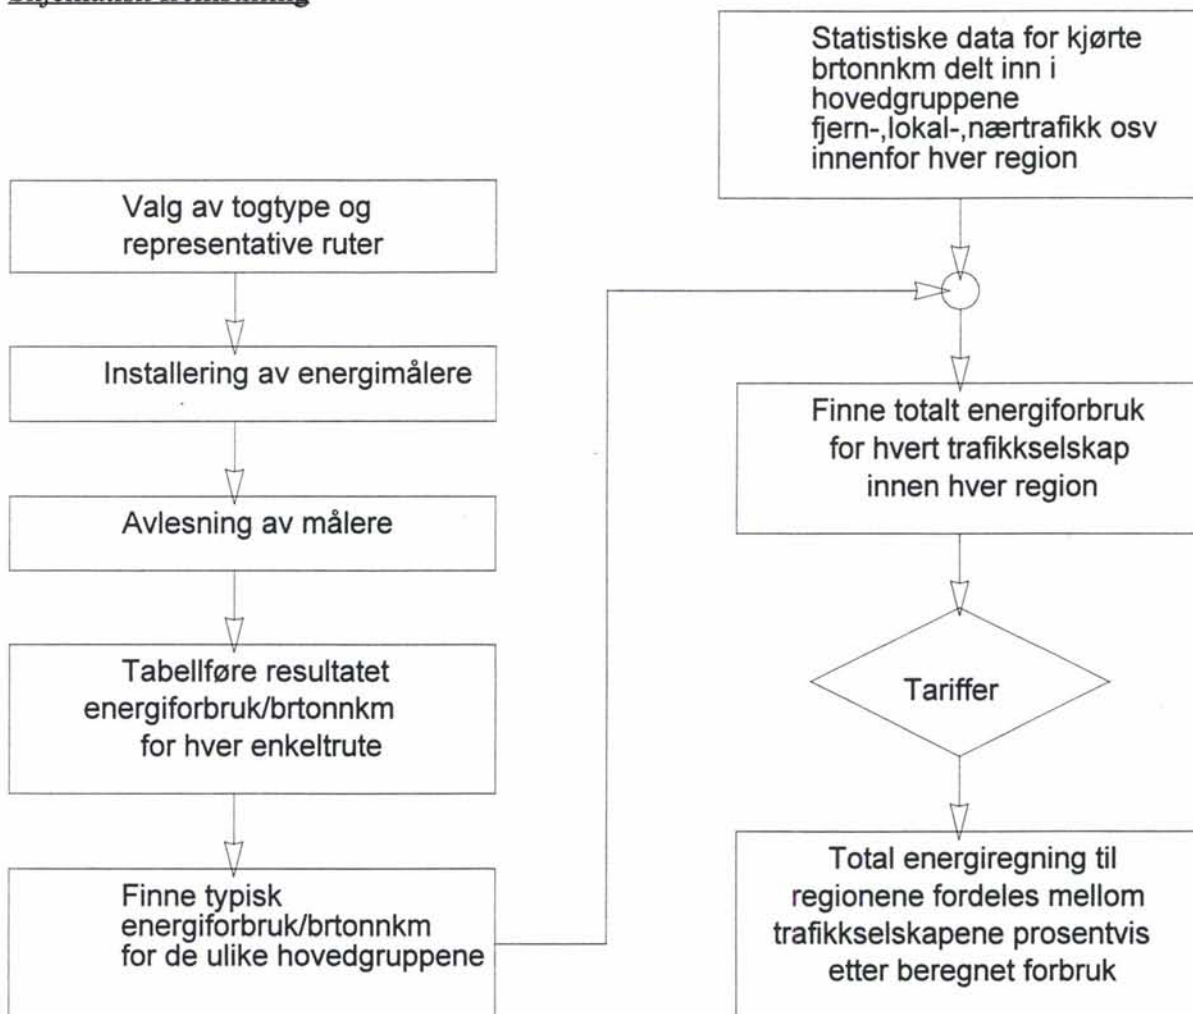 Skjematisk fremstilling
Valg av togtype og
representative ruter
Installering av energimålere
Avlesning av målere
Tabellføre resultatet
energiforbruk/brtonnkm
for hver enkeltrute
Finne typisk
energiforbruk/brtonnkm
for de ulike hovedgruppene
Statistiske data for kjørte
brtonnkm delt inn i
hovedgruppene
fjern-,lokal-,nærtrafikk osv
innenfor hver region
Finne totalt energiforbruk
for hvert trafikkselskap
innen hver region
Tariffer
Total energiregning til
regionene fordeles mellom
trafikkselskapene prosentvis
etter beregnet forbruk